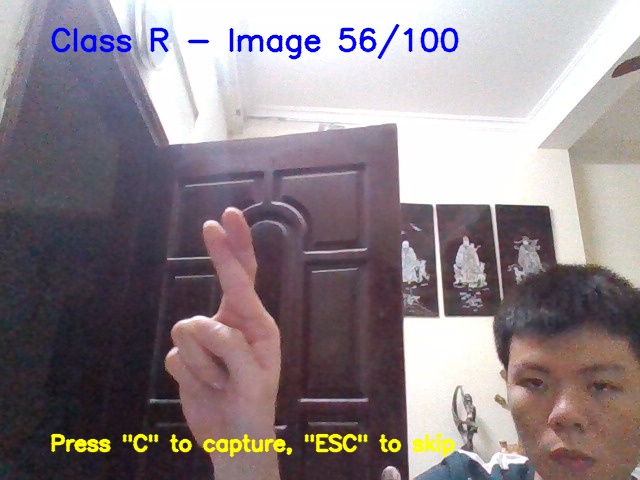 Class R - Image 56/100
Press "C" to capture, "ESC" to skip